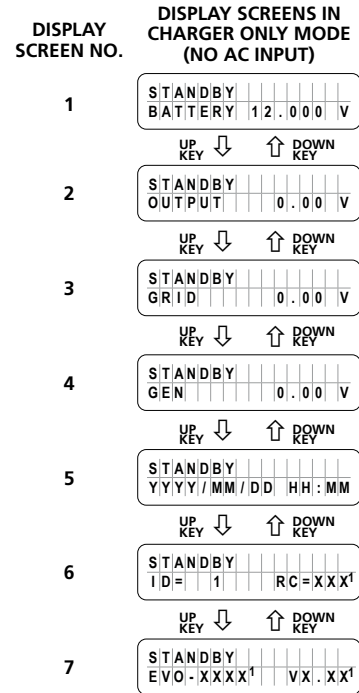 DISPLAY SCREEN NO.
DISPLAY SCREENS IN CHARGER ONLY MODE (NO AC INPUT)
1
STANDBY
BATTERY 12.000 V
UP KEY DOWN KEY
2
STANDBY
OUTPUT 0.00 V
UP KEY DOWN KEY
3
STANDBY
GRID 0.00 V
UP KEY DOWN KEY
4
STANDBY
GEN 0.00 V
UP KEY DOWN KEY
5
STANDBY
YYYY/MM/DD HH:MM
UP KEY DOWN KEY
6
STANDBY
ID= 1 RC=XXX¹
UP KEY DOWN KEY
7
STANDBY
EVO-XXXX¹ VX.XX¹